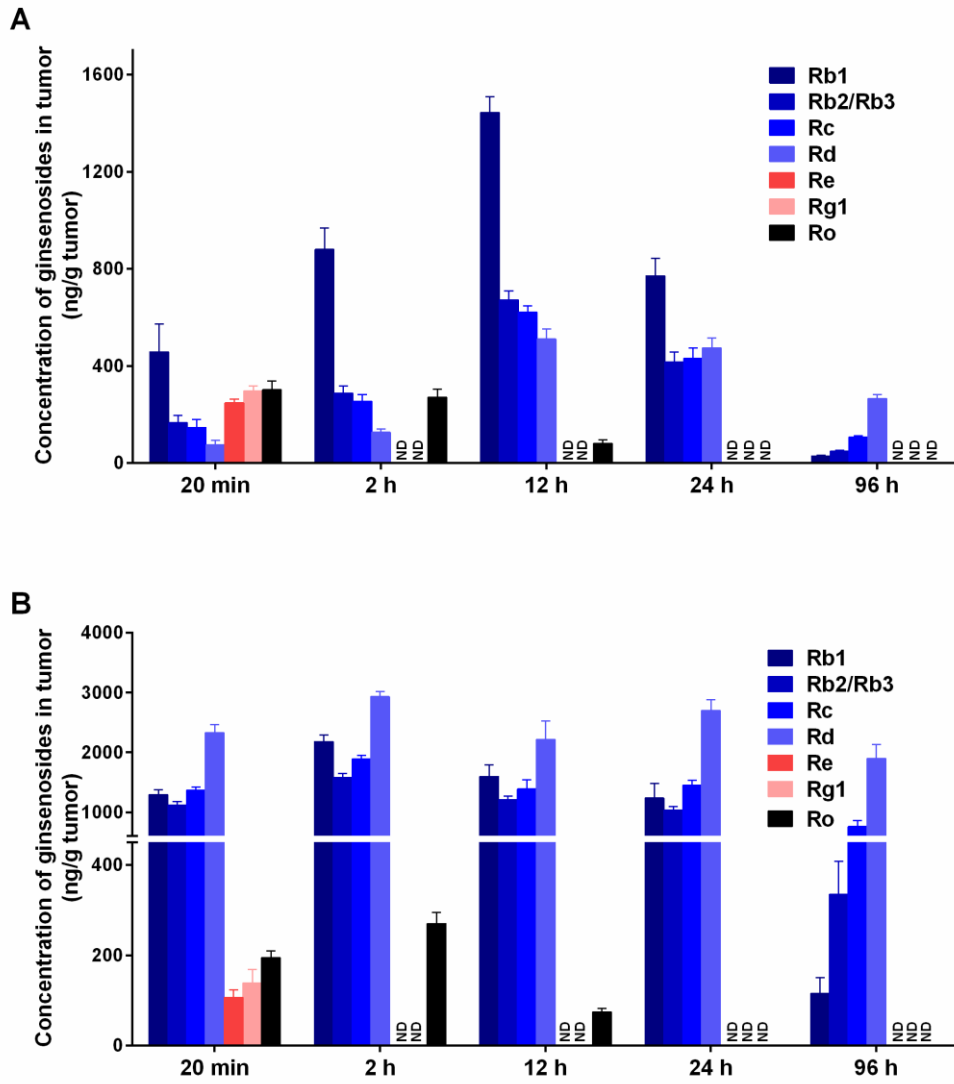 A
Concentration of ginsenosides in tumor
(ng/g tumor)
1600
1200
800
400
0
Rb1
Rb2/Rb3
Rc
Rd
Re
Rg1
Ro
ND ND
ND ND
ND ND ND
ND ND ND
20 min 2 h 12 h 24 h 96 h
B
Concentration of ginsenosides in tumor
(ng/g tumor)
4000
3000
2000
1000
400
200
0
Rb1
Rb2/Rb3
Rc
Rd
Re
Rg1
Ro
ND ND
ND ND
ND ND ND
ND ND ND
20 min 2 h 12 h 24 h 96 h